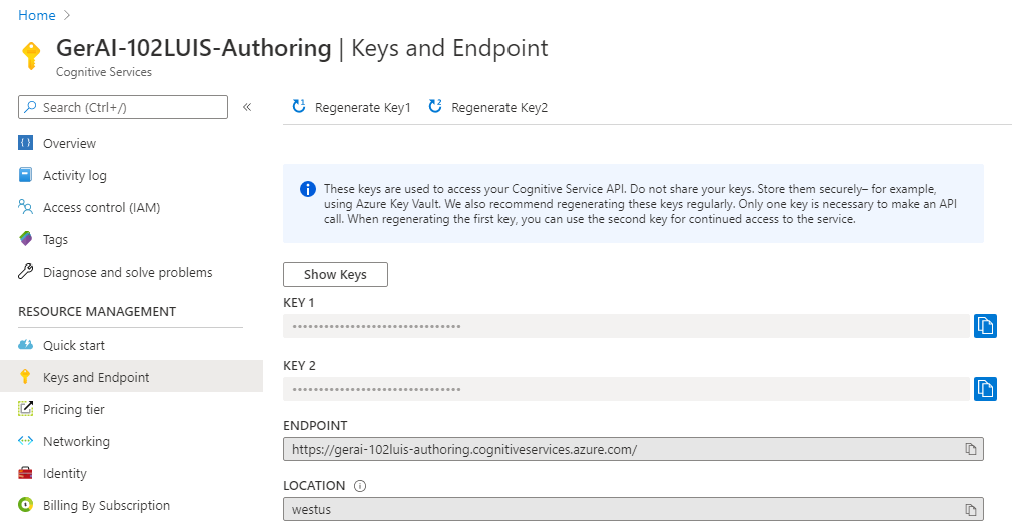 Home >
GerAI-102LUIS-Authoring | Keys and Endpoint
Cognitive Services
Search (Ctrl+/)
«
Overview
Activity log
Access control (IAM)
Tags
Diagnose and solve problems
RESOURCE MANAGEMENT
Quick start
Keys and Endpoint
Pricing tier
Networking
Identity
Billing By Subscription
Regenerate Key1
Regenerate Key2
These keys are used to access your Cognitive Service API. Do not share your keys. Store them securely– for example,
using Azure Key Vault. We also recommend regenerating these keys regularly. Only one key is necessary to make an API
call. When regenerating the first key, you can use the second key for continued access to the service.
Show Keys
KEY 1
••••••••••••••••••••••••••••••••
KEY 2
••••••••••••••••••••••••••••••••
ENDPOINT
https://gerai-102luis-authoring.cognitiveservices.azure.com/
LOCATION
westus